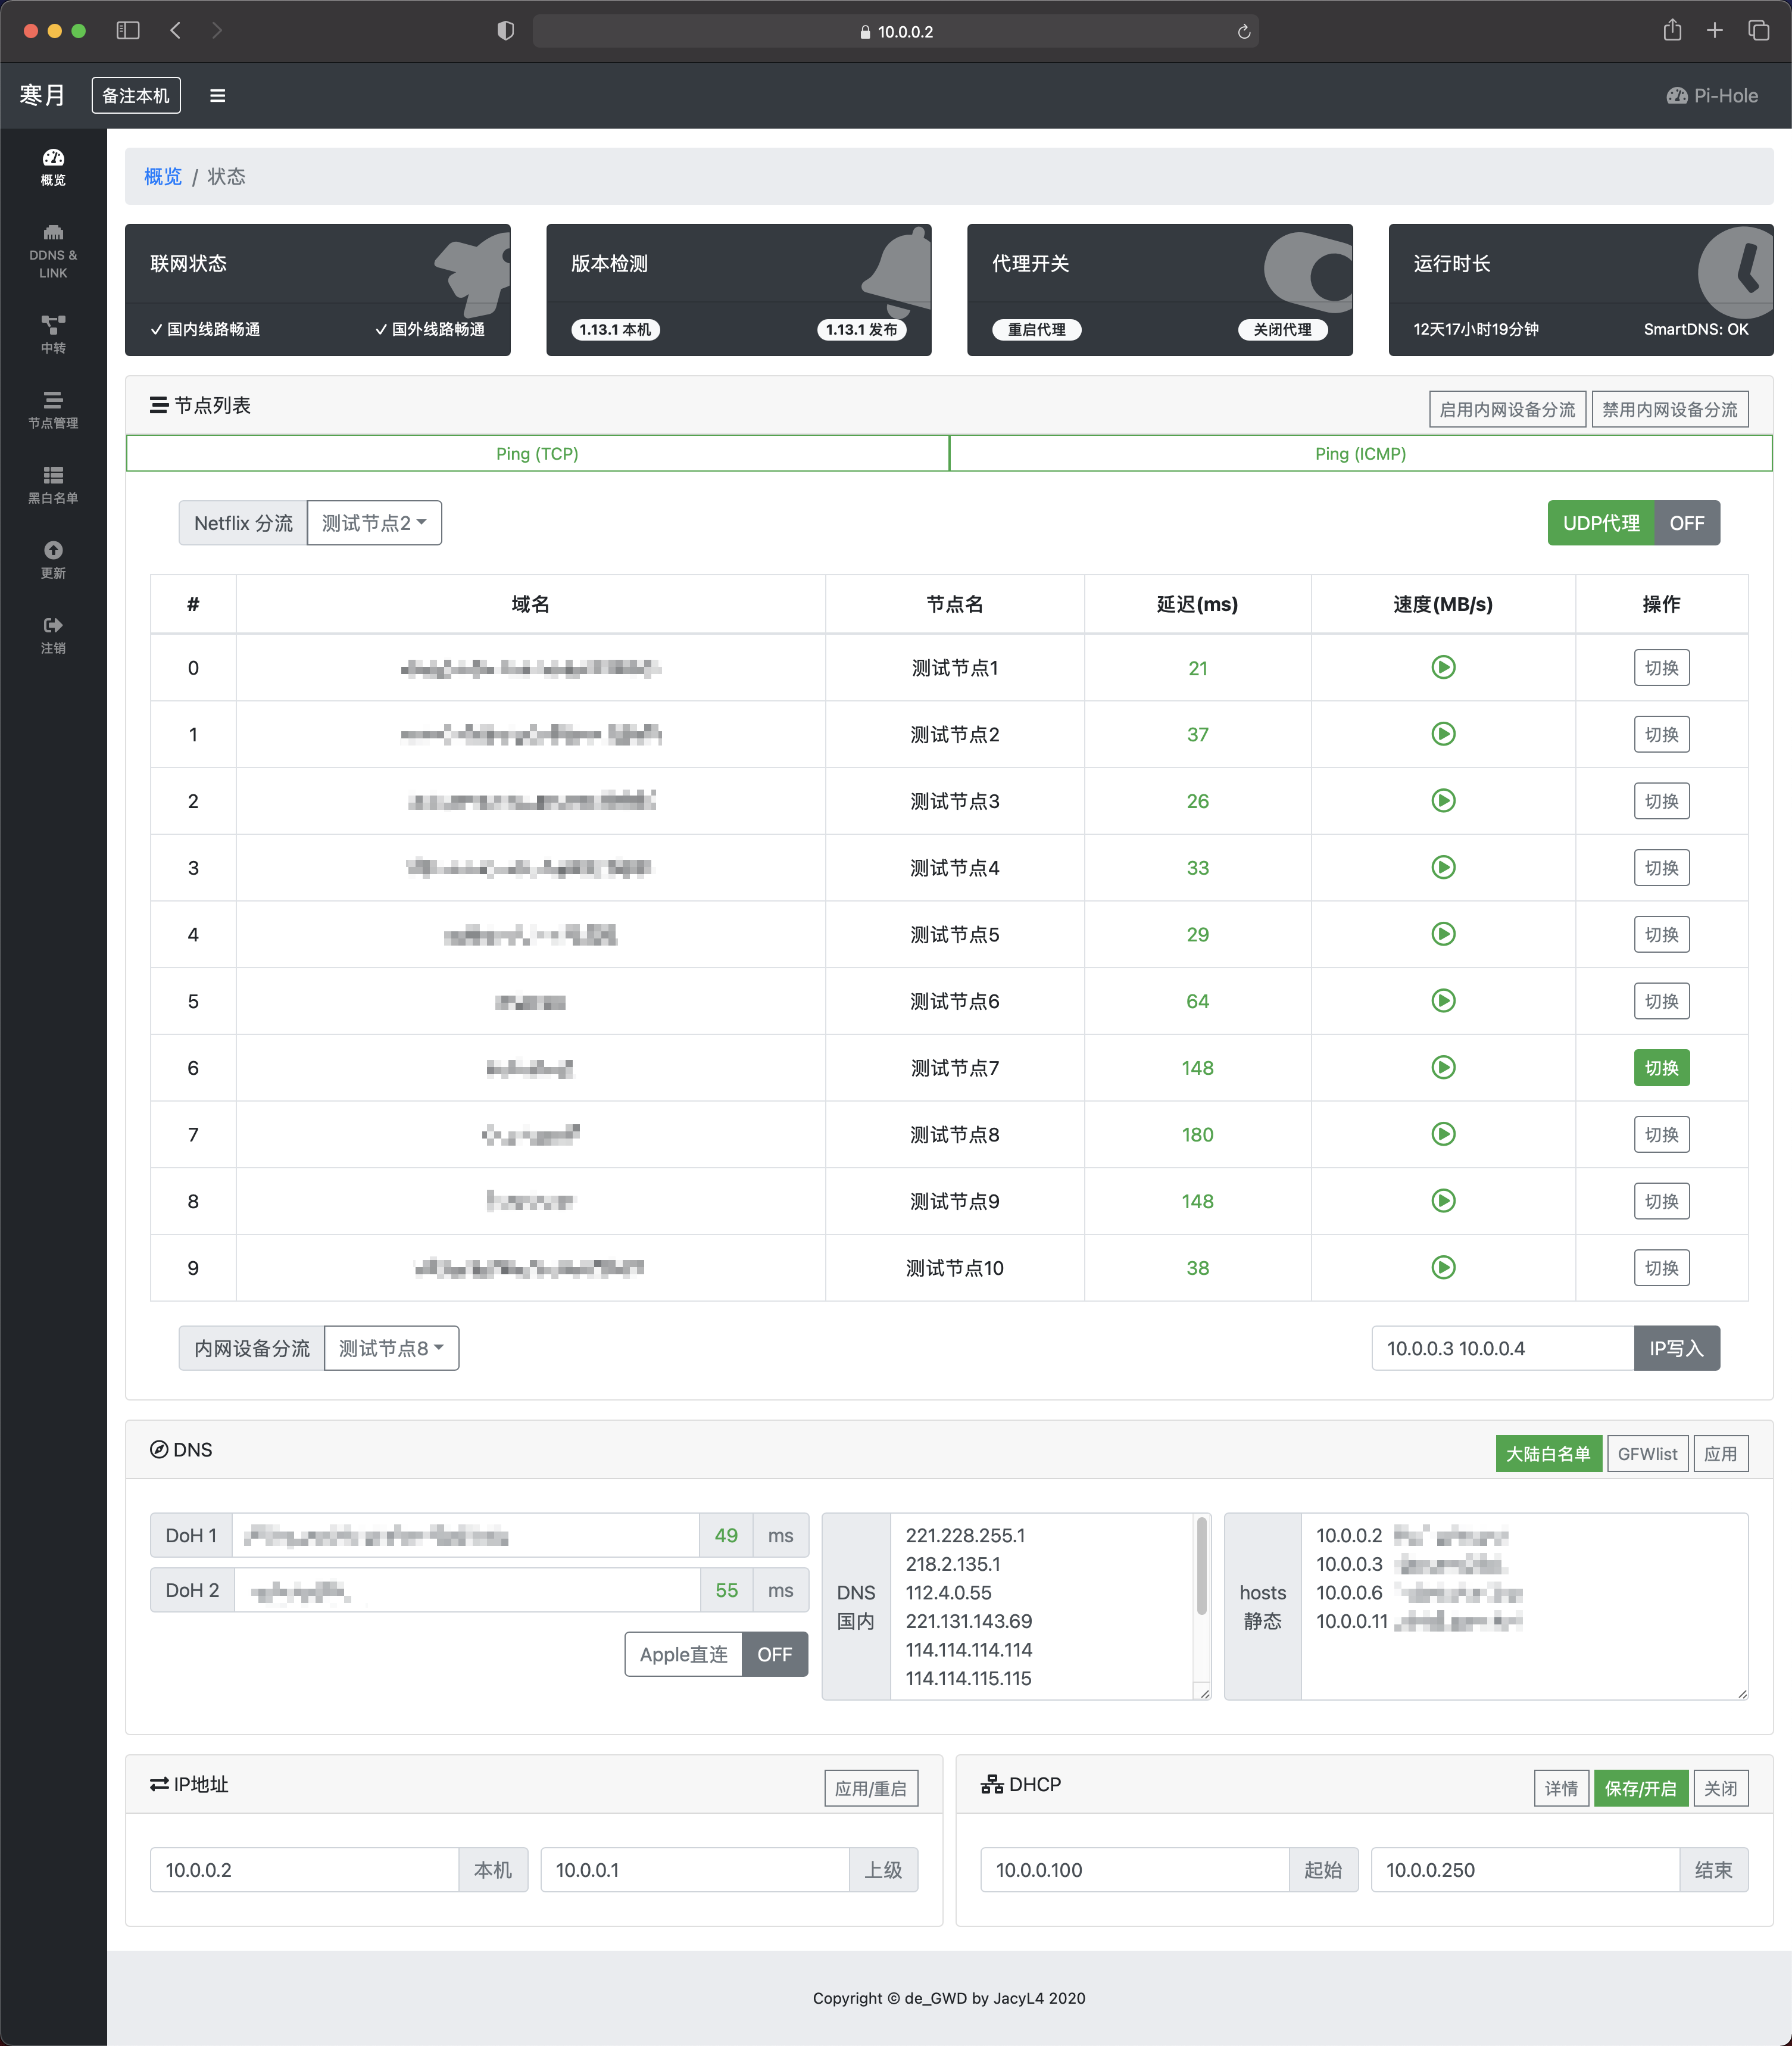 10.0.0.2
寒月
备注本机
Pi-Hole
概览
DDNS &
LINK
中转
节点管理
黑白名单
更新
注销
概览 / 状态
联网状态
国内线路畅通 国外线路畅通
版本检测
1.13.1 本机 1.13.1 发布
代理开关
重启代理 关闭代理
运行时长
12天17小时19分钟 SmartDNS: OK
节点列表 启用内网设备分流 禁用内网设备分流
Ping (TCP) Ping (ICMP)
Netflix 分流 测试节点2 UDP代理 OFF
# 域名 节点名 延迟(ms) 速度(MB/s) 操作
0 测试节点1 21 切换
1 测试节点2 37 切换
2 测试节点3 26 切换
3 测试节点4 33 切换
4 测试节点5 29 切换
5 测试节点6 64 切换
6 测试节点7 148 切换
7 测试节点8 180 切换
8 测试节点9 148 切换
9 测试节点10 38 切换
内网设备分流 测试节点8 10.0.0.3 10.0.0.4 IP写入
DNS 大陆白名单 GFWlist 应用
DoH 1 49 ms
DoH 2 55 ms
Apple直连 OFF
DNS
国内
221.228.255.1
218.2.135.1
112.4.0.55
221.131.143.69
114.114.114.114
114.114.115.115
hosts
静态
10.0.0.2
10.0.0.3
10.0.0.6
10.0.0.11
IP地址 应用/重启
10.0.0.2 本机 10.0.0.1 上级
DHCP 详情 保存/开启 关闭
10.0.0.100 起始 10.0.0.250 结束
Copyright © de_GWD by JacyL4 2020